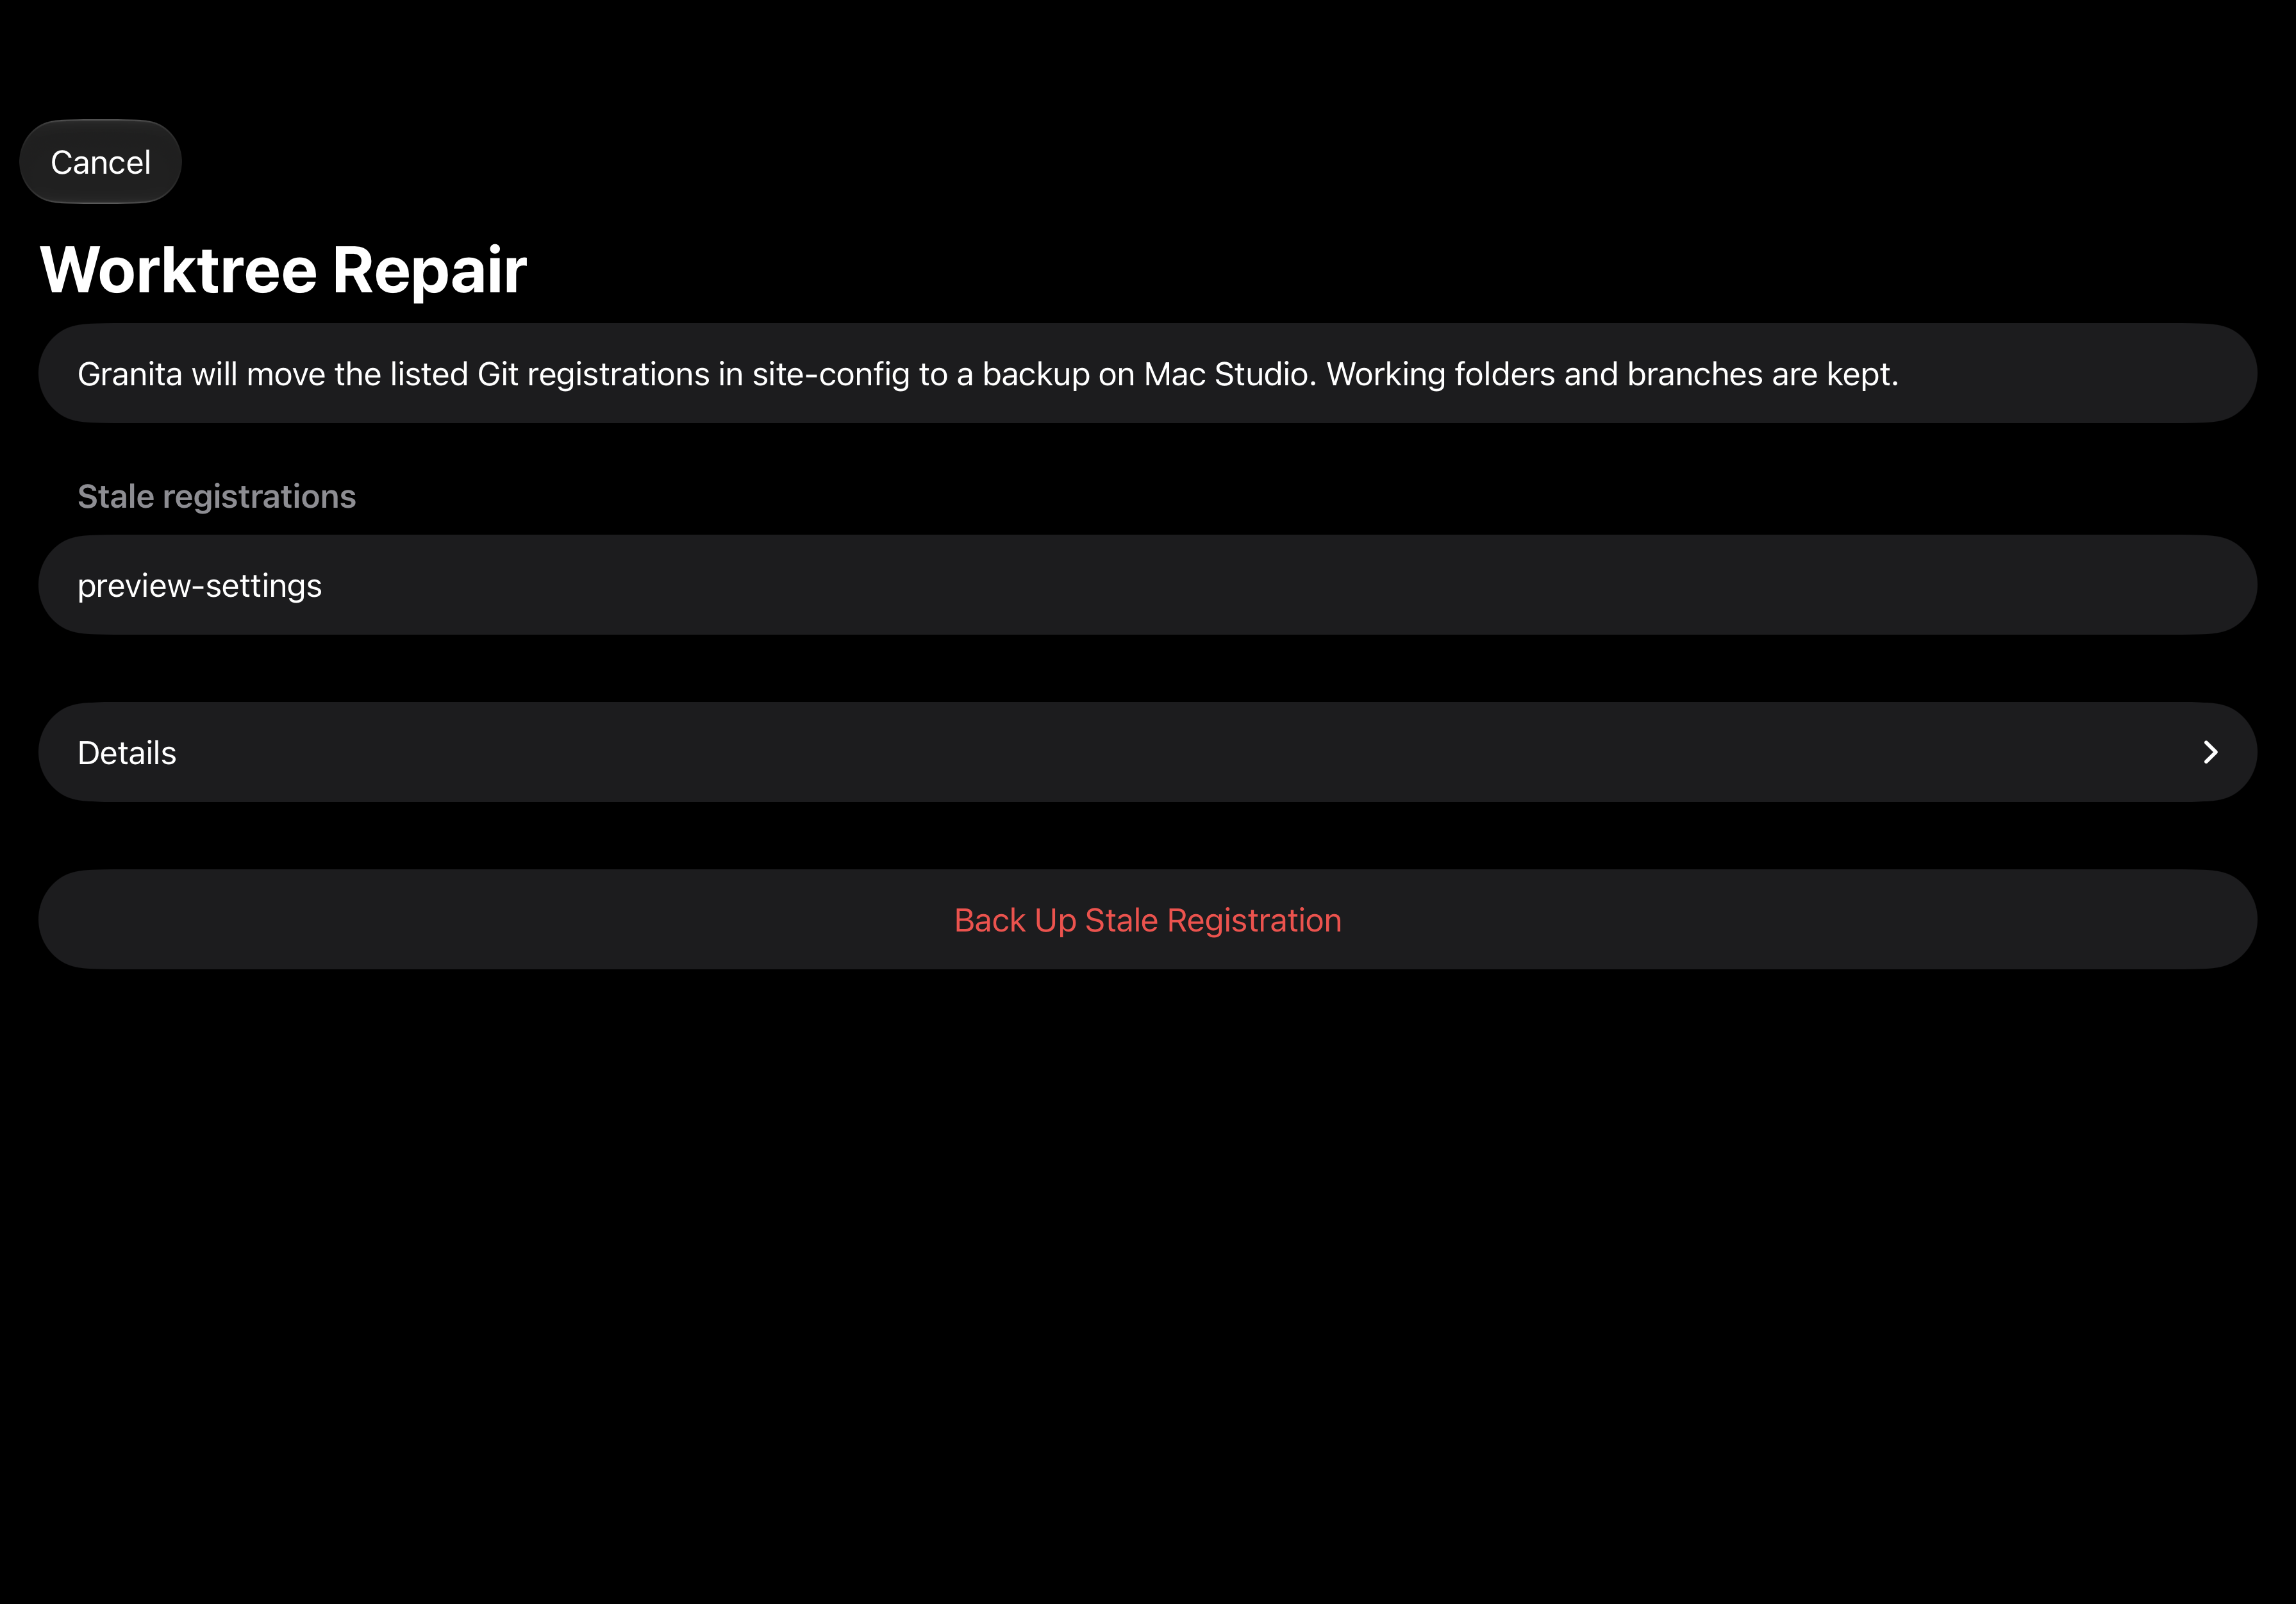 Cancel
Worktree Repair
Granita will move the listed Git registrations in site-config to a backup on Mac Studio. Working folders and branches are kept.
Stale registrations
preview-settings
Details
Back Up Stale Registration